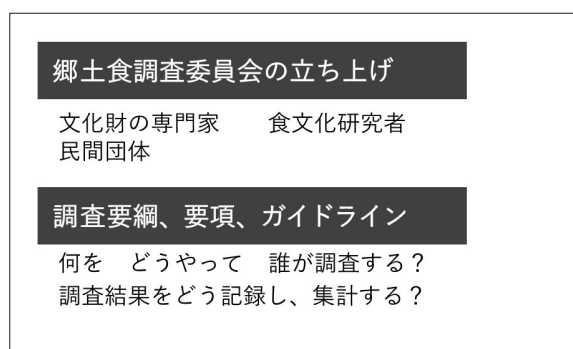 郷土食調査委員会の立ち上げ
文化財の専門家　　食文化研究者
民間団体
調査要綱、要項、ガイドライン
何を　どうやって　誰が調査する？
調査結果をどう記録し、集計する？